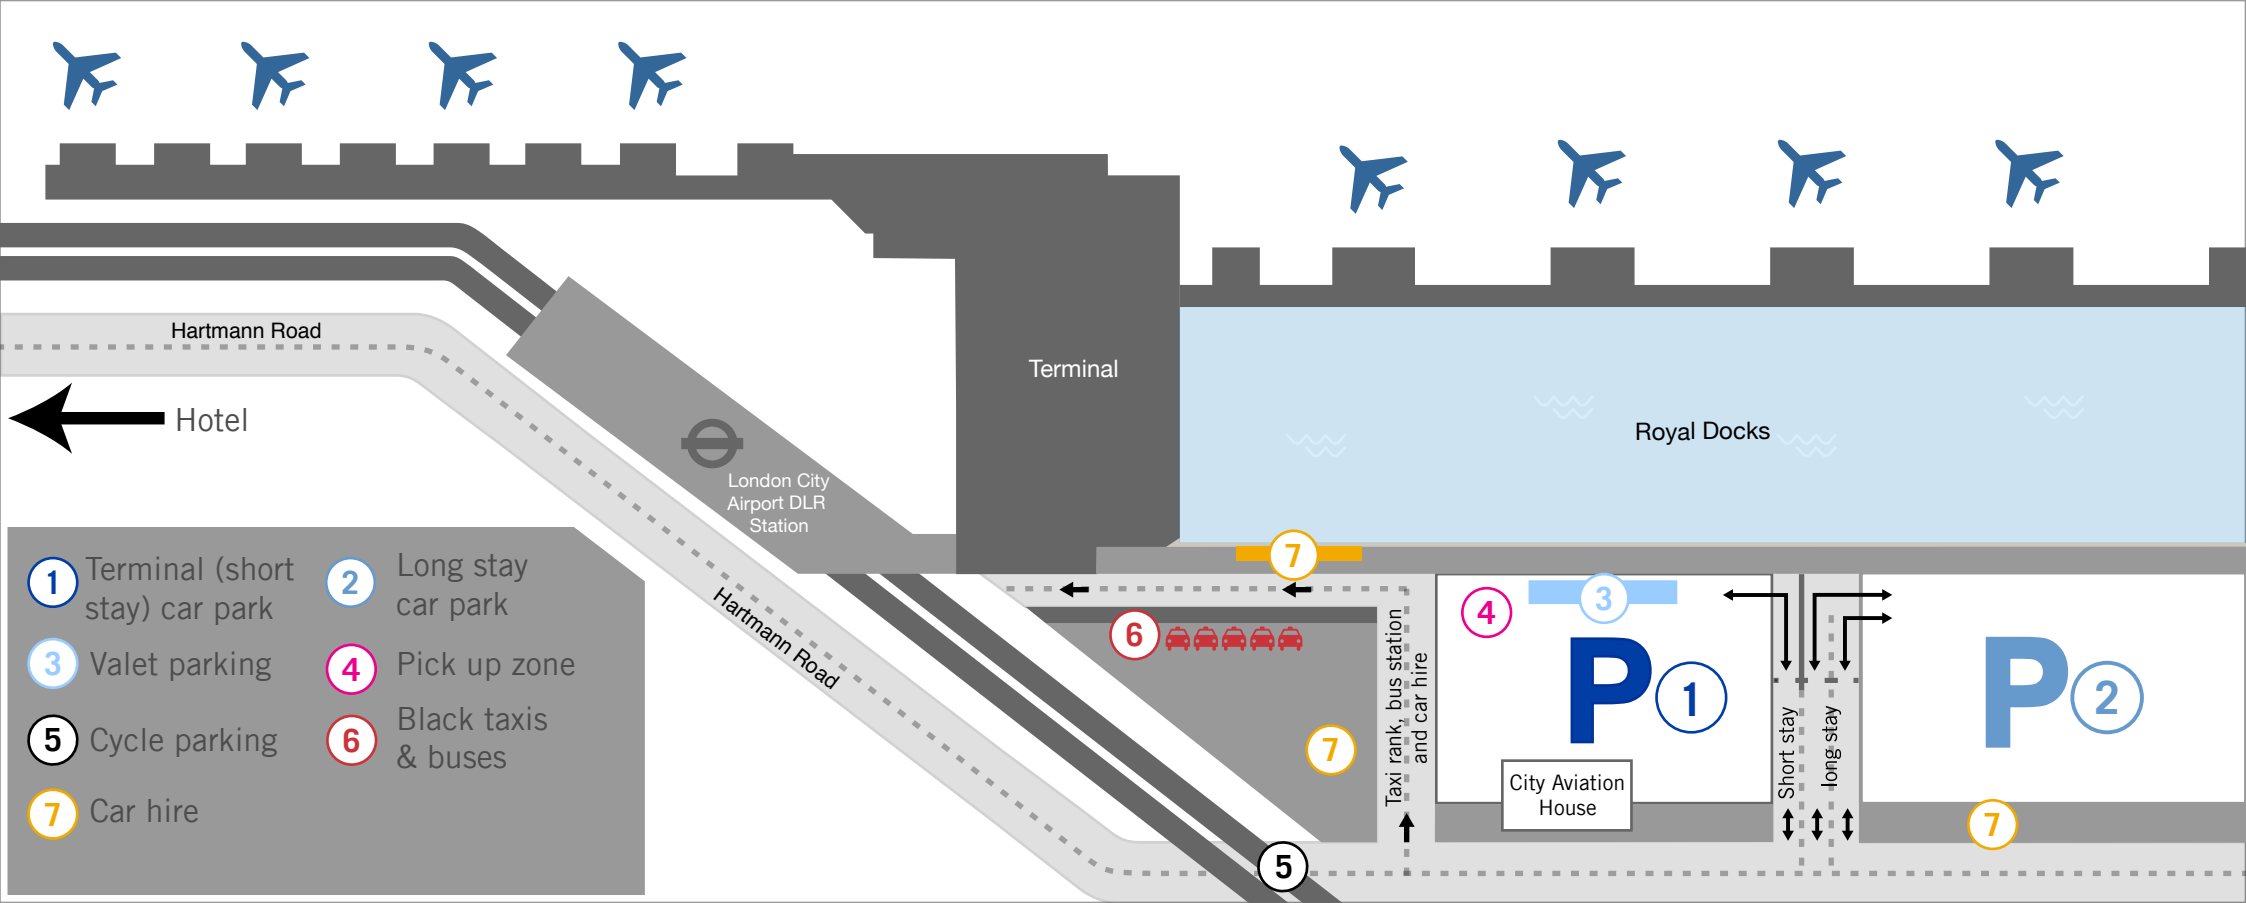 Hartmann Road
Hotel
Terminal
Royal Docks
London City
Airport DLR
Station
Hartmann Road
7
6
7
Taxi rank, bus station
and car hire
4
3
P 1
City Aviation
House
Short stay
long stay
P 2
7
5
1 Terminal (short
stay) car park
2 Long stay
car park
3 Valet parking
4 Pick up zone
5 Cycle parking
6 Black taxis
& buses
7 Car hire